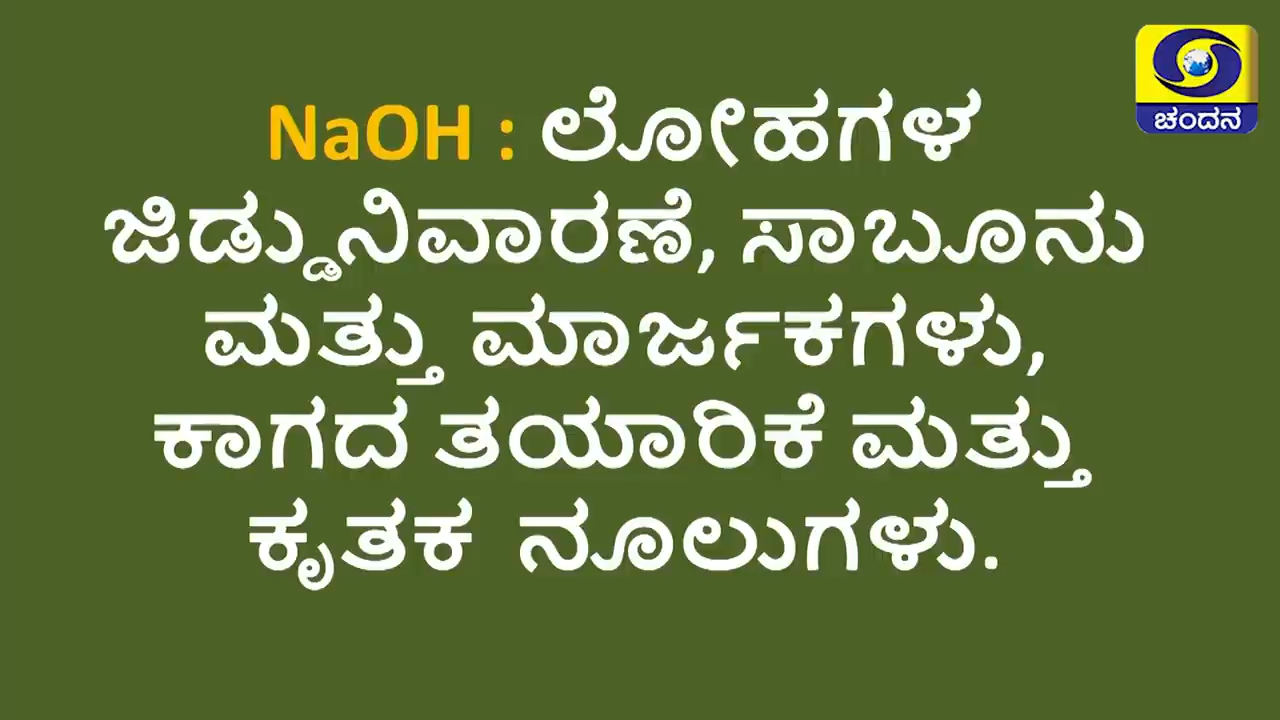 ಚಂದನ
NaOH : ಲೋಹಗಳ
ಜಿಡ್ಡುನಿವಾರಣೆ, ಸಾಬೂನು
ಮತ್ತು ಮಾರ್ಜಕಗಳು,
ಕಾಗದ ತಯಾರಿಕೆ ಮತ್ತು
ಕೃತಕ ನೂಲುಗಳು.